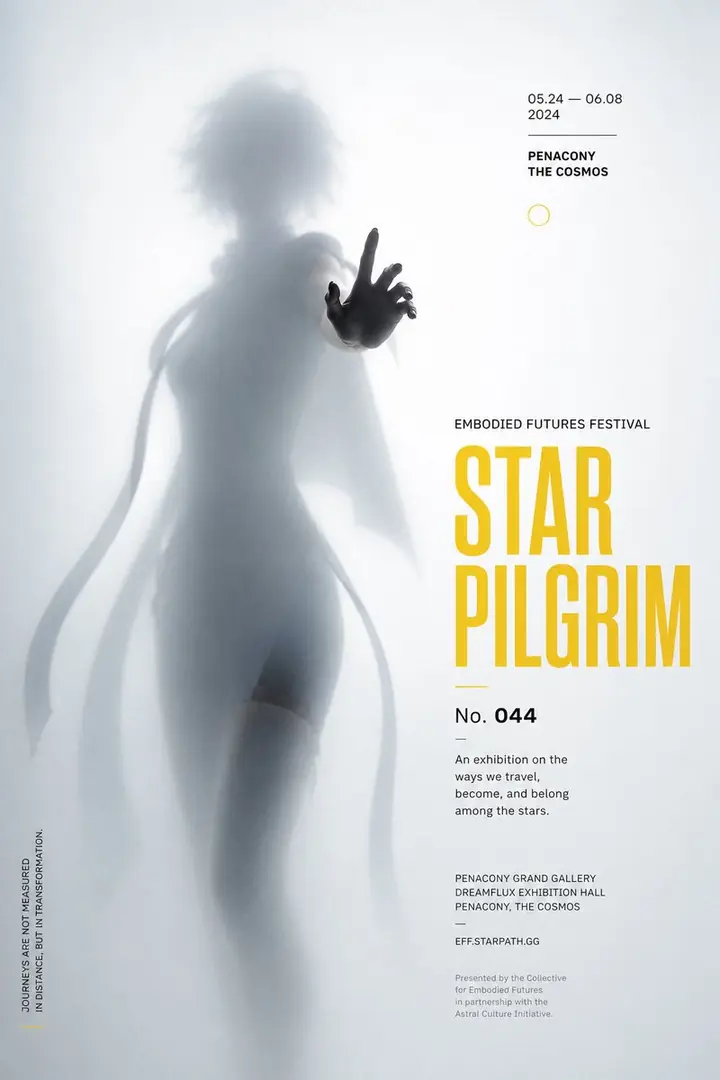 05.24 — 06.08
2024
PENACONY
THE COSMOS
EMBODIED FUTURES FESTIVAL
STAR
PILGRIM
No. 044
An exhibition on the
ways we travel,
become, and belong
among the stars.
PENACONY GRAND GALLERY
DREAMFLUX EXHIBITION HALL
PENACONY, THE COSMOS
EFF.STARPATH.GG
Presented by the Collective
for Embodied Futures
in partnership with the
Astral Culture Initiative.
JOURNEYS ARE NOT MEASURED
IN DISTANCE, BUT IN TRANSFORMATION.